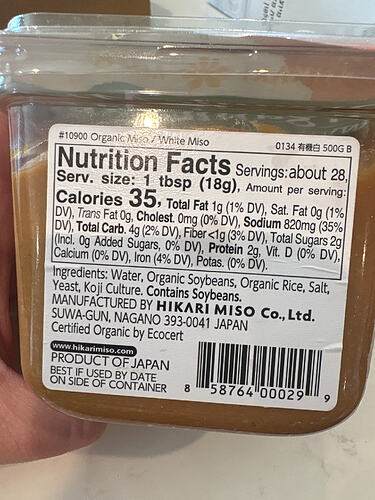 #10900 Organic Miso / White Miso 0134 有機白 500G B
Nutrition Facts Servings: about 28,
Serv. size: 1 tbsp (18g), Amount per serving:
Calories 35, Total Fat 1g (1% DV), Sat. Fat 0g (1%
DV), Trans Fat 0g, Cholest. 0mg (0% DV), Sodium 820mg (35%
DV), Total Carb. 4g (2% DV), Fiber <1g (3% DV), Total Sugars 2g
(Incl. 0g Added Sugars, 0% DV), Protein 2g, Vit. D (0% DV),
Calcium (0% DV), Iron (4% DV), Potas. (0% DV).
Ingredients: Water, Organic Soybeans, Organic Rice, Salt,
Yeast, Koji Culture. Contains Soybeans.
MANUFACTURED BY HIKARI MISO Co., Ltd.
SUWA-GUN, NAGANO 393-0041 JAPAN
Certified Organic by Ecocert
www.hikarimiso.com
PRODUCT OF JAPAN
BEST IF USED BY DATE
ON SIDE OF CONTAINER
8 58764 00029 9